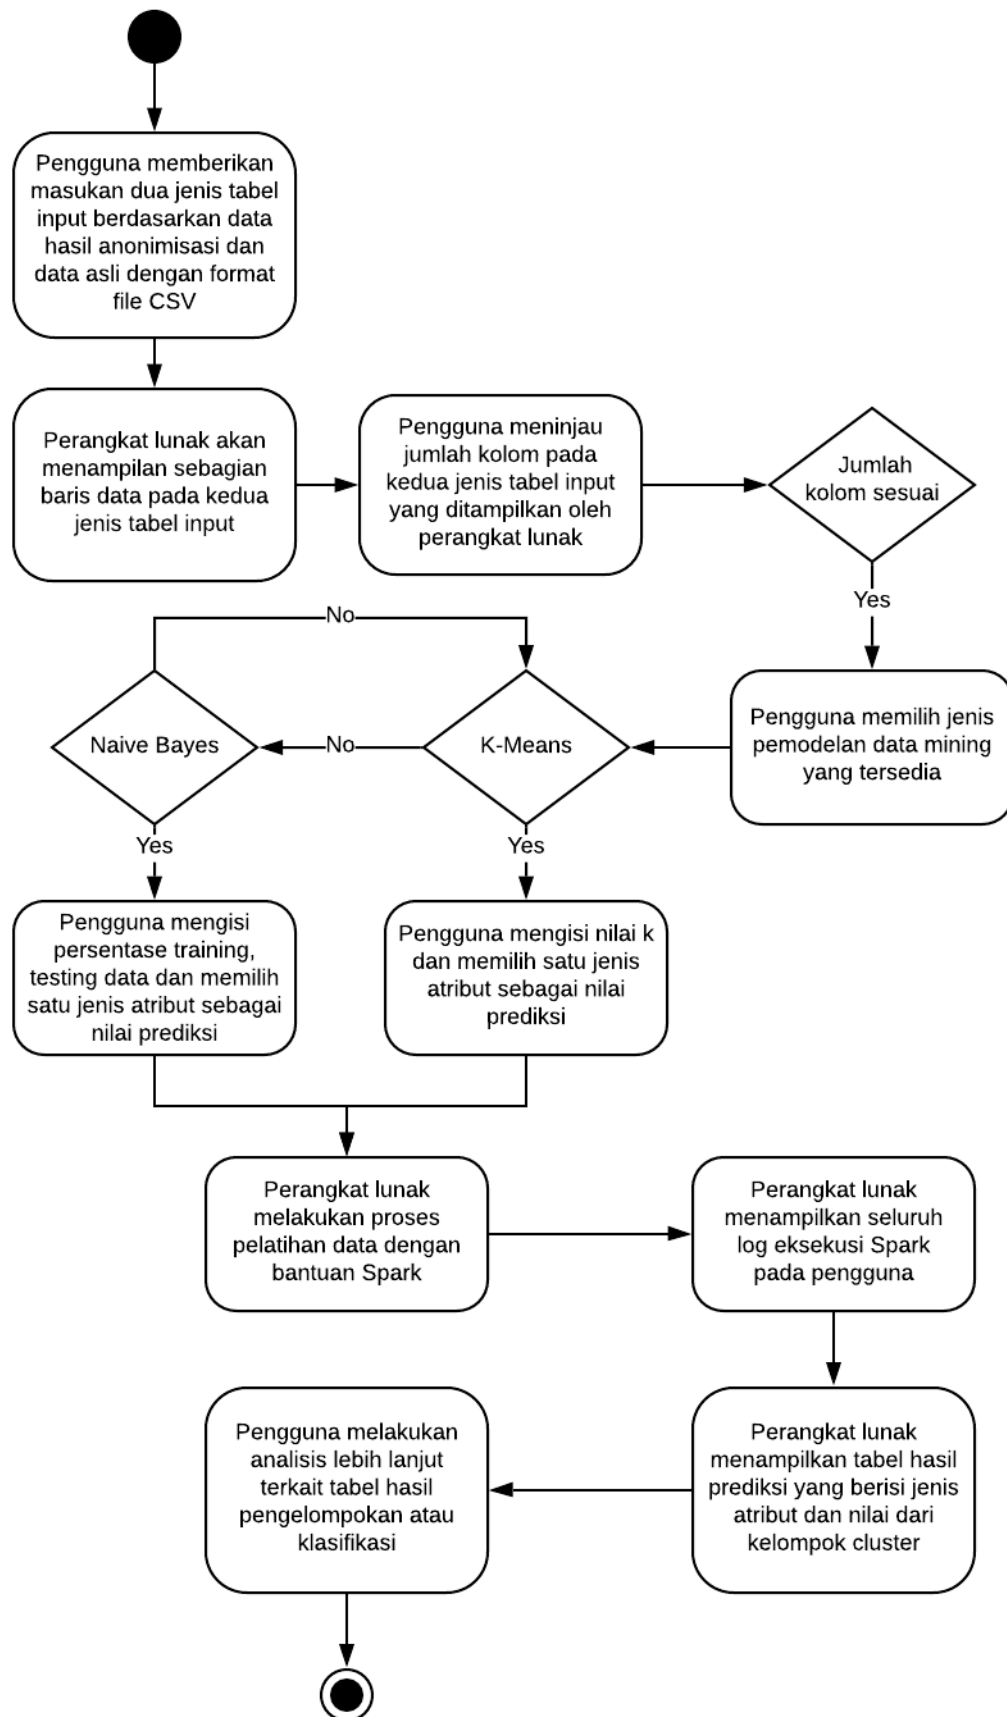 Pengguna memberikan
masukan dua jenis tabel
input berdasarkan data
hasil anonimisasi dan
data asli dengan format
file CSV
Perangkat lunak akan
menampilan sebagian
baris data pada kedua
jenis tabel input
Pengguna meninjau
jumlah kolom pada
kedua jenis tabel input
yang ditampilkan oleh
perangkat lunak
Jumlah
kolom sesuai
Yes
Pengguna memilih jenis
pemodelan data mining
yang tersedia
K-Means
No
Naive Bayes
No
Yes
Yes
Pengguna mengisi
persentase training,
testing data dan memilih
satu jenis atribut sebagai
nilai prediksi
Pengguna mengisi nilai k
dan memilih satu jenis
atribut sebagai nilai
prediksi
Perangkat lunak
melakukan proses
pelatihan data dengan
bantuan Spark
Perangkat lunak
menampilkan seluruh
log eksekusi Spark
pada pengguna
Perangkat lunak
menampilkan tabel hasil
prediksi yang berisi jenis
atribut dan nilai dari
kelompok cluster
Pengguna melakukan
analisis lebih lanjut
terkait tabel hasil
pengelompokan atau
klasifikasi